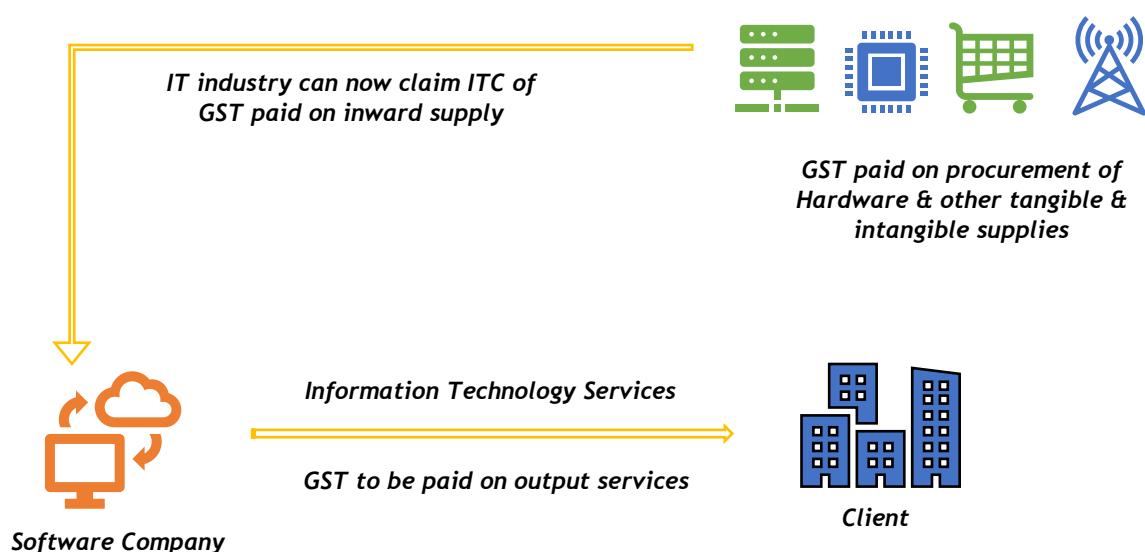 IT industry can now claim ITC of
GST paid on inward supply
GST paid on procurement of
Hardware & other tangible &
intangible supplies
Information Technology Services
GST to be paid on output services
Client
Software Company